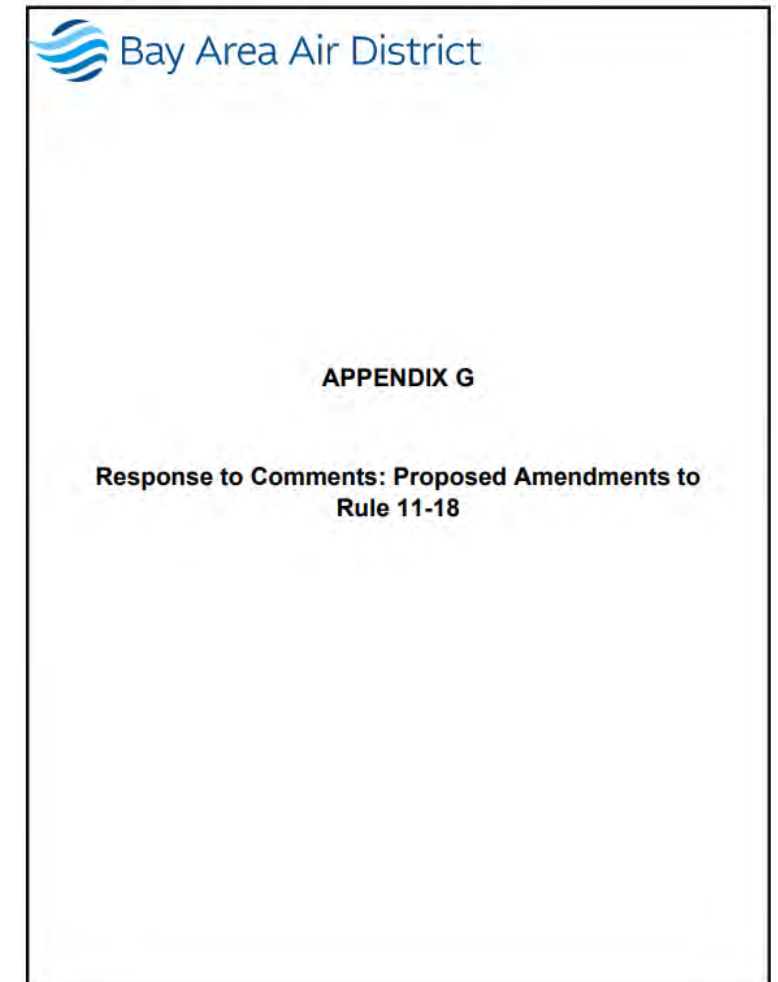 Bay Area Air District
APPENDIX G
Response to Comments: Proposed Amendments to
Rule 11-18